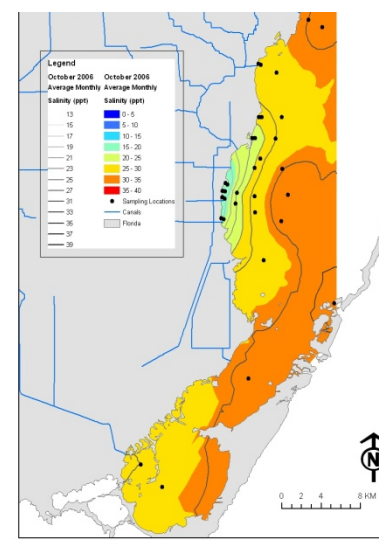 Legend
October 2006 October 2006
Average Monthly Average Monthly
Salinity (ppt) Salinity (ppt)
13 0 - 5
15 5 - 10
17 10 - 15
19 15 - 20
21 20 - 25
23 25 - 30
25 30 - 35
27 35 - 40
31 Sampling Locations
33 Canals
35 Florida
37
39
N
0 2 4 8 KM